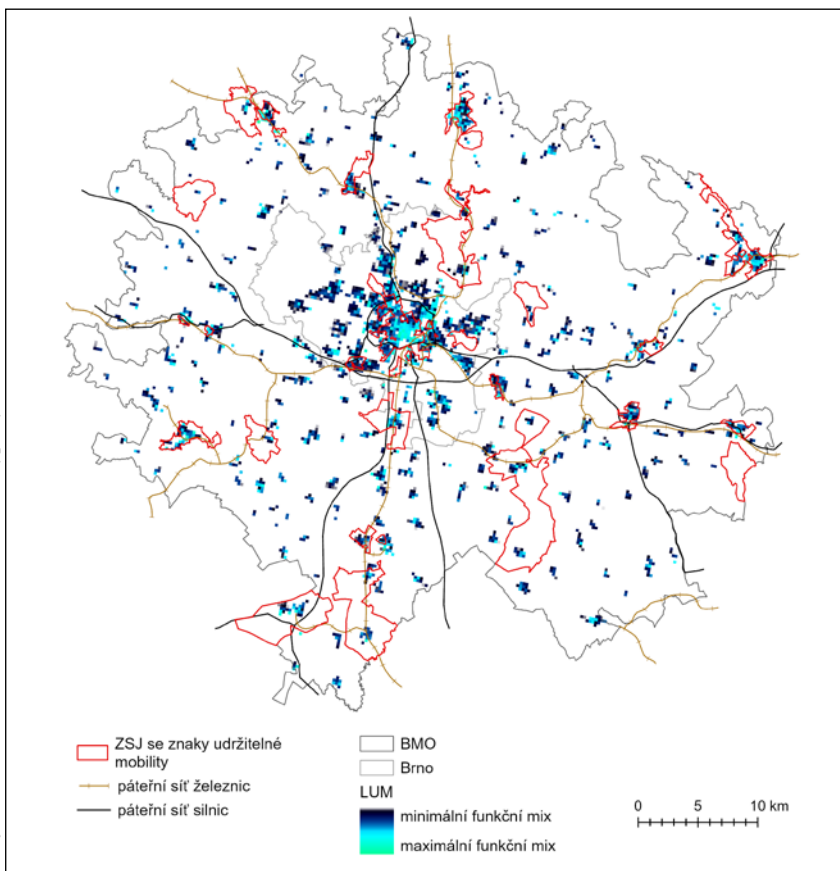 ZSJ se znaky udržitelné
mobility
páteřní síť železnic
páteřní síť silnic
BMO
Brno
LUM
minimální funkční mix
maximální funkční mix
0 5 10 km